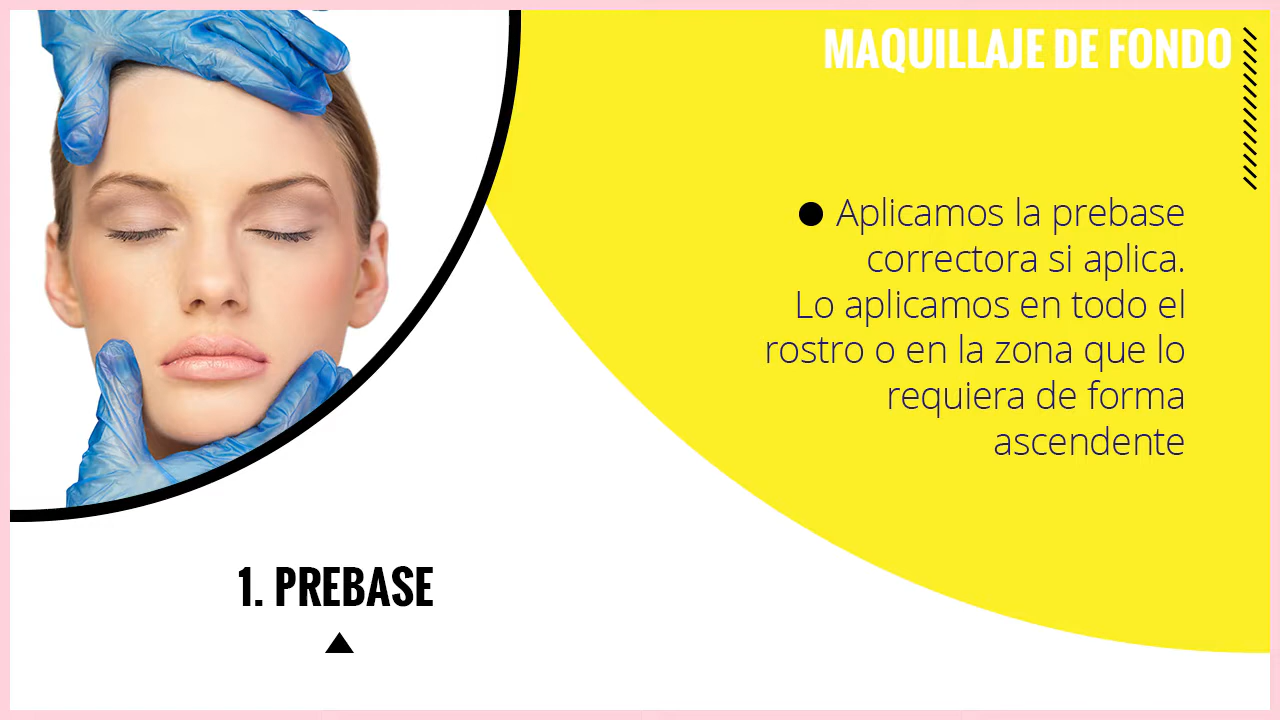 MAQUILLAJE DE FONDO
● Aplicamos la prebase
correctora si aplica.
Lo aplicamos en todo el
rostro o en la zona que lo
requiera de forma
ascendente
1. PREBASE